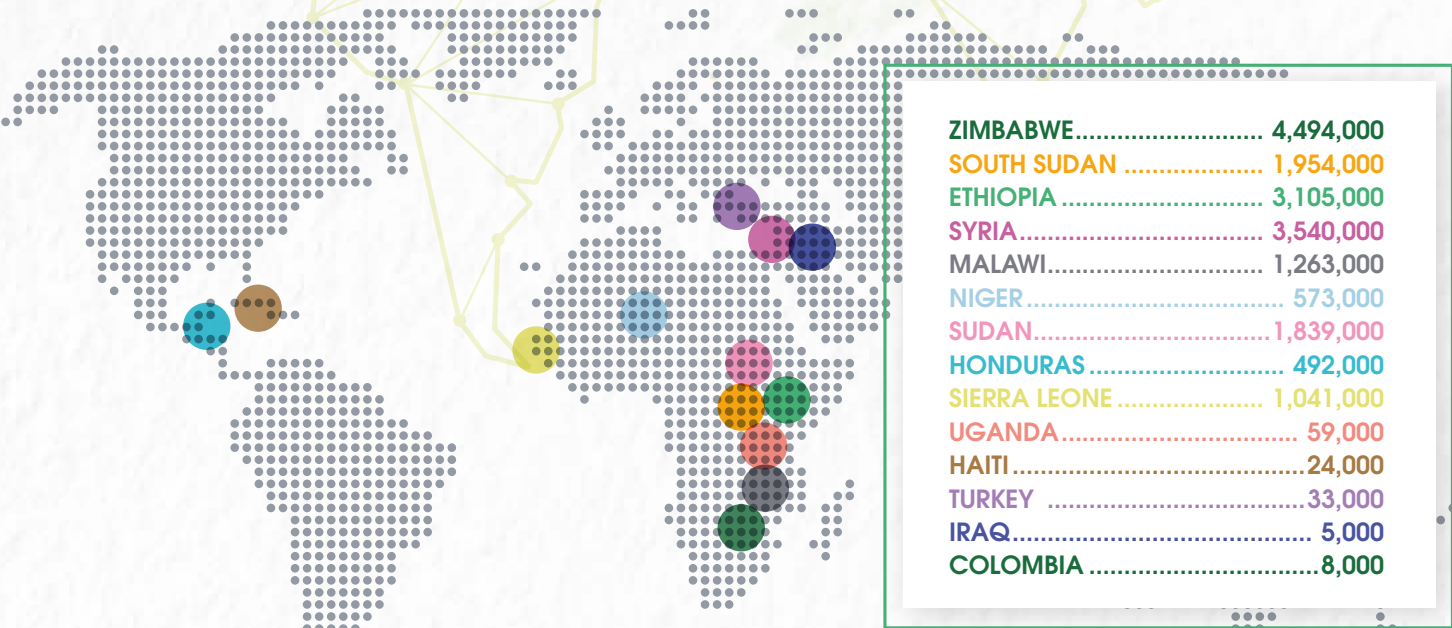 ZIMBABWE........................... 4,494,000
SOUTH SUDAN .................... 1,954,000
ETHIOPIA ............................. 3,105,000
SYRIA................................... 3,540,000
MALAWI............................... 1,263,000
NIGER..................................... 573,000
SUDAN..................................1,839,000
HONDURAS ............................ 492,000
SIERRA LEONE ..................... 1,041,000
UGANDA.................................. 59,000
HAITI..........................................24,000
TURKEY .....................................33,000
IRAQ........................................... 5,000
COLOMBIA .................................8,000